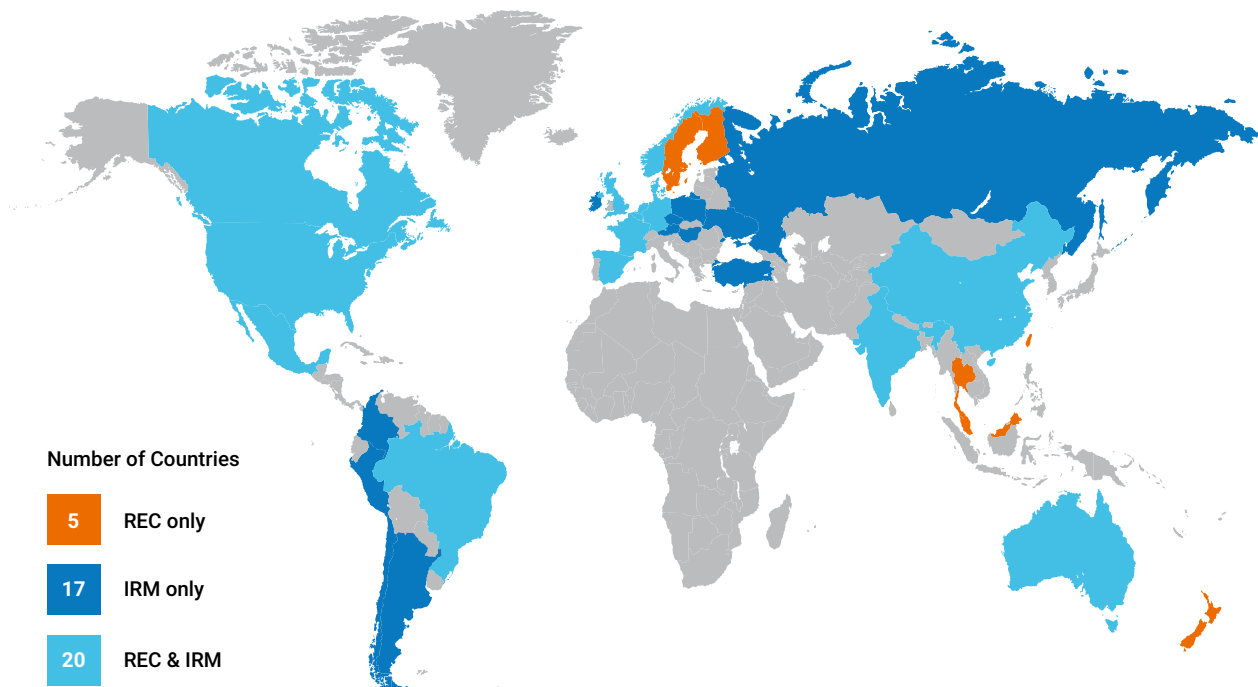 Number of Countries
5 REC only
17 IRM only
20 REC & IRM